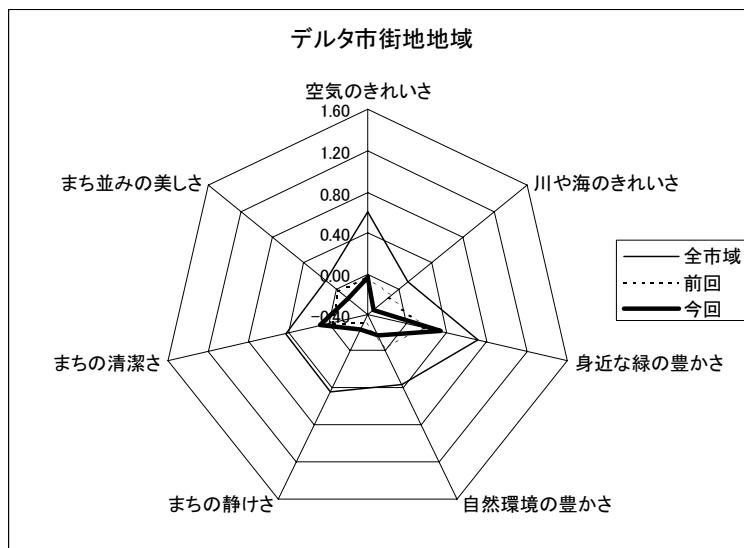 デルタ市街地地域
空気のきれいさ
1.60
1.20
0.80
0.40
0.00
-0.40
まち並みの美しさ
川や海のきれいさ
全市域
前回
今回
まちの清潔さ
身近な緑の豊かさ
まちの静けさ
自然環境の豊かさ